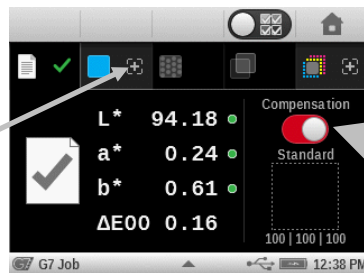 Compensation
L* 94.18
a* 0.24
Standard
b* 0.61
ΔE00 0.16
100 | 100 | 100
G7 G7 Job 12:38 PM